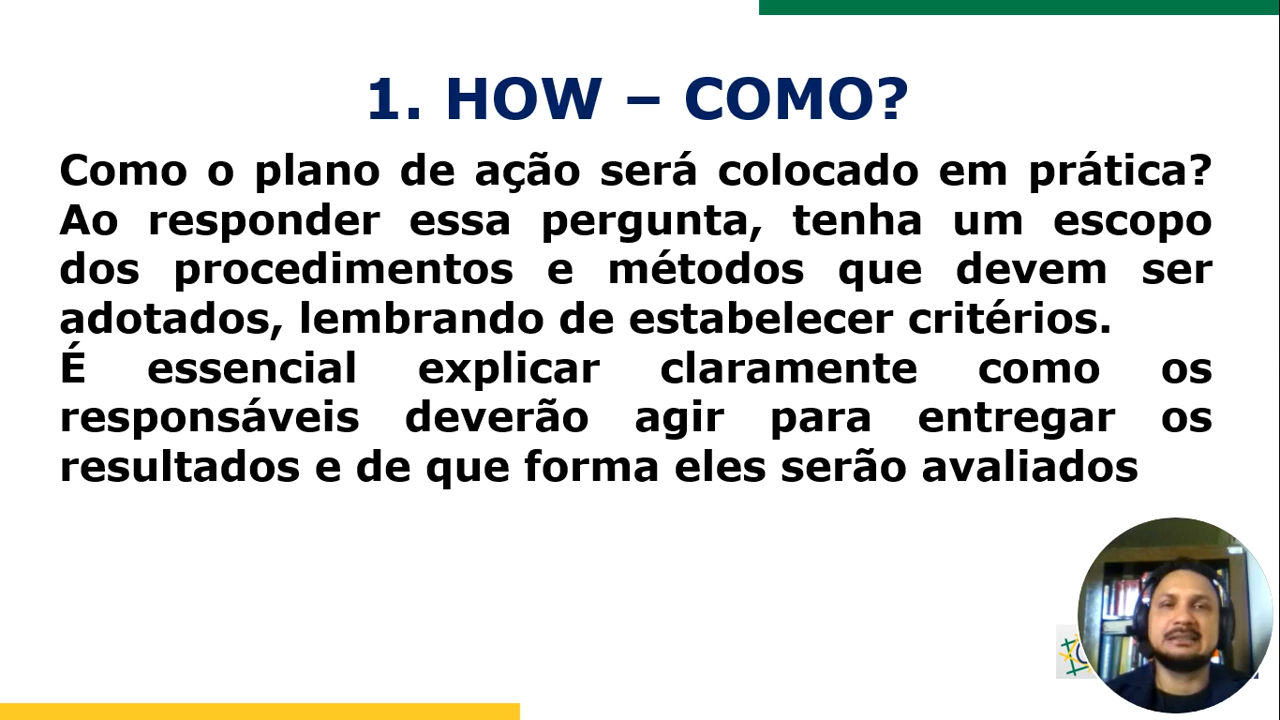 1. HOW – COMO?
Como o plano de ação será colocado em prática?
Ao responder essa pergunta, tenha um escopo
dos procedimentos e métodos que devem ser
adotados, lembrando de estabelecer critérios.
É essencial explicar claramente como os
responsáveis deverão agir para entregar os
resultados e de que forma eles serão avaliados